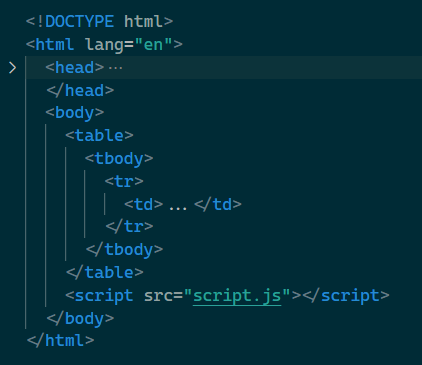 <!DOCTYPE html>
<html lang="en">
<head>…
</head>
<body>
<table>
<tbody>
<tr>
<td>...</td>
</tr>
</tbody>
</table>
<script src="script.js"></script>
</body>
</html>